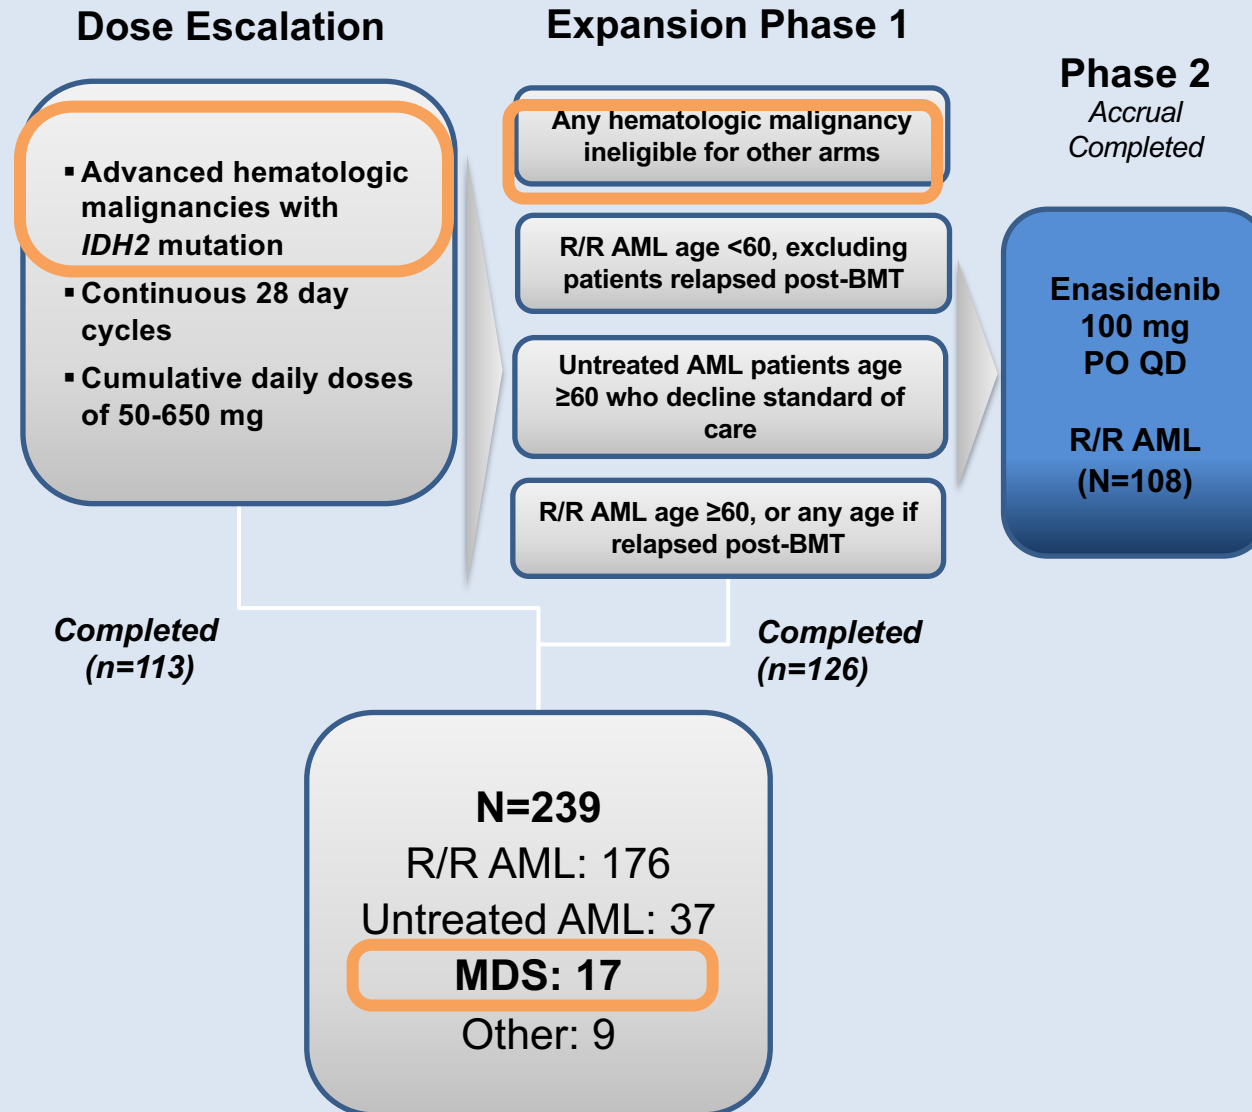 Dose Escalation
▪ Advanced hematologic
malignancies with
IDH2 mutation
▪ Continuous 28 day
cycles
▪ Cumulative daily doses
of 50-650 mg
Completed
(n=113)
Expansion Phase 1
Any hematologic malignancy
ineligible for other arms
R/R AML age <60, excluding
patients relapsed post-BMT
Untreated AML patients age
≥60 who decline standard of
care
R/R AML age ≥60, or any age if
relapsed post-BMT
Completed
(n=126)
Phase 2
Accrual
Completed
Enasidenib
100 mg
PO QD
R/R AML
(N=108)
N=239
R/R AML: 176
Untreated AML: 37
MDS: 17
Other: 9